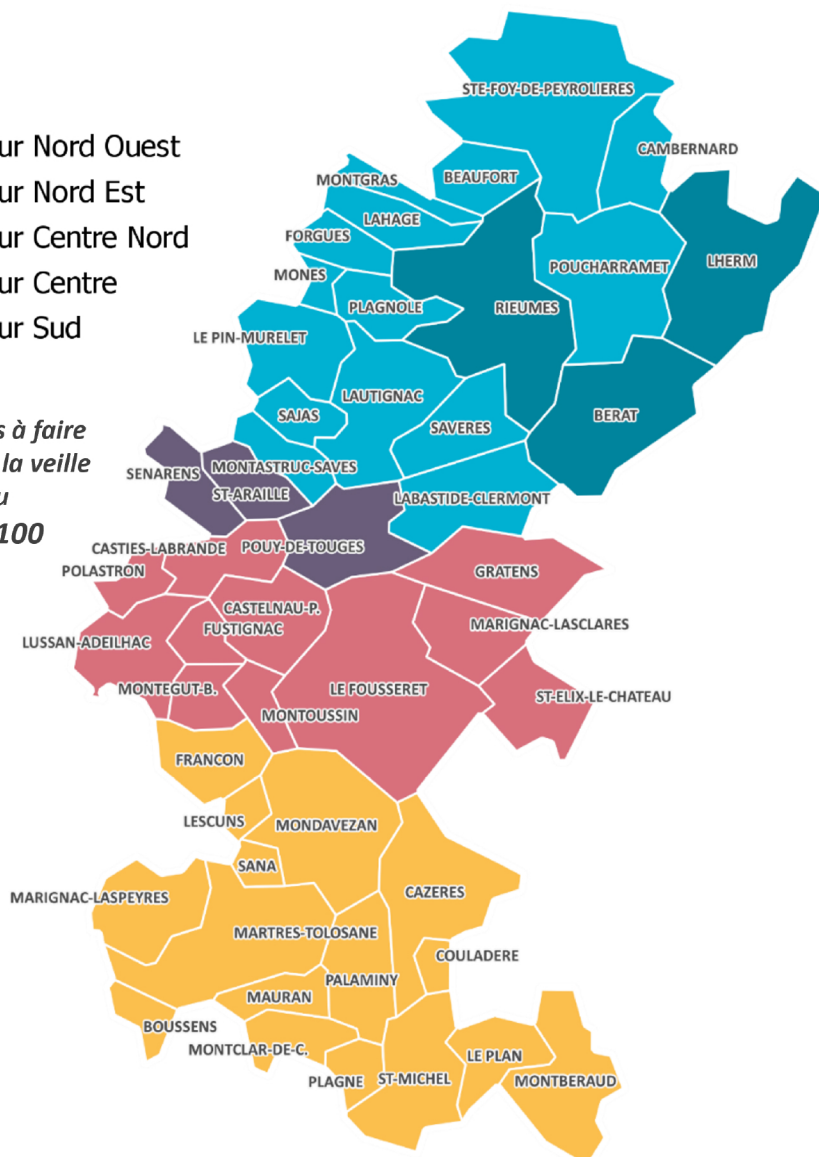 ur Nord Ouest
ur Nord Est
ur Centre Nord
ur Centre
ur Sud
s à faire
la veille
u
100
STE-FOY-DE-PEYROLIERES
CAMBERNARD
BEAUFORT
MONTGRAS
LAHAGE
FORGUES
POUCHARRAMET
LHERM
MONES
PLAGNOLE
RIEUMES
LE PIN-MURELET
LAUTIGNAC
SAJAS
BERAT
SAVERES
SENARENS
MONTASTRUC-SAVES
ST-ARAILLE
LABASTIDE-CLERMONT
CASTIES-LABRANDE
POUY-DE-TOUGES
POLASTRON
GRATENS
CASTELNAU-P.
FUSTIGNAC
MARIGNAC-LASCLARES
LUSSAN-ADEILHAC
MONTEGUT-B.
LE FOUSSERET
ST-ELIX-LE-CHATEAU
MONTOUSSIN
FRANCON
LESCUNS
MONDAVEZAN
SANA
MARIGNAC-LASPEYRES
CAZERES
MARTRES-TOLOSANE
COULADERE
PALAMINY
MAURAN
BOUSSENS
MONTCLAR-DE-C.
LE PLAN
PLAGNE
ST-MICHEL
MONTBERAUD